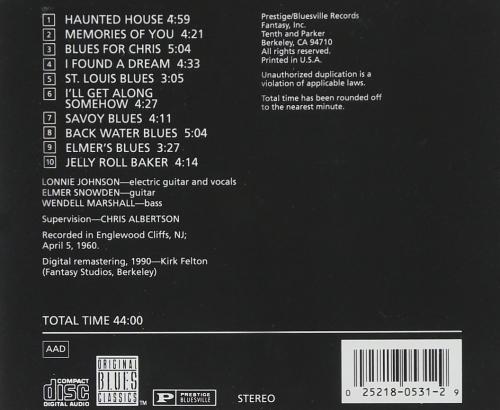 1 HAUNTED HOUSE 4:59
2 MEMORIES OF YOU 4:21
3 BLUES FOR CHRIS 5:04
4 I FOUND A DREAM 4:33
5 ST. LOUIS BLUES 3:05
6 I'LL GET ALONG
SOMEHOW 4:27
7 SAVOY BLUES 4:11
8 BACK WATER BLUES 5:04
9 ELMER'S BLUES 3:27
10 JELLY ROLL BAKER 4:14
LONNIE JOHNSON—electric guitar and vocals
ELMER SNOWDEN—guitar
WENDELL MARSHALL—bass
Supervision—CHRIS ALBERTSON
Recorded in Englewood Cliffs, NJ;
April 5, 1960.
Digital remastering, 1990—Kirk Felton
(Fantasy Studios, Berkeley)
Prestige/Bluesville Records
Fantasy, Inc.
Tenth and Parker
Berkeley, CA 94710
All rights reserved.
Printed in U.S.A.
Unauthorized duplication is a
violation of applicable laws.
Total time has been rounded off
to the nearest minute.
TOTAL TIME 44:00
AAD
COMPACT
disc
DIGITAL AUDIO
ORIGINAL
BLUES
CLASSICS
TM
P PRESTIGE
BLUESVILLE
STEREO
0 25218-0531-2 9